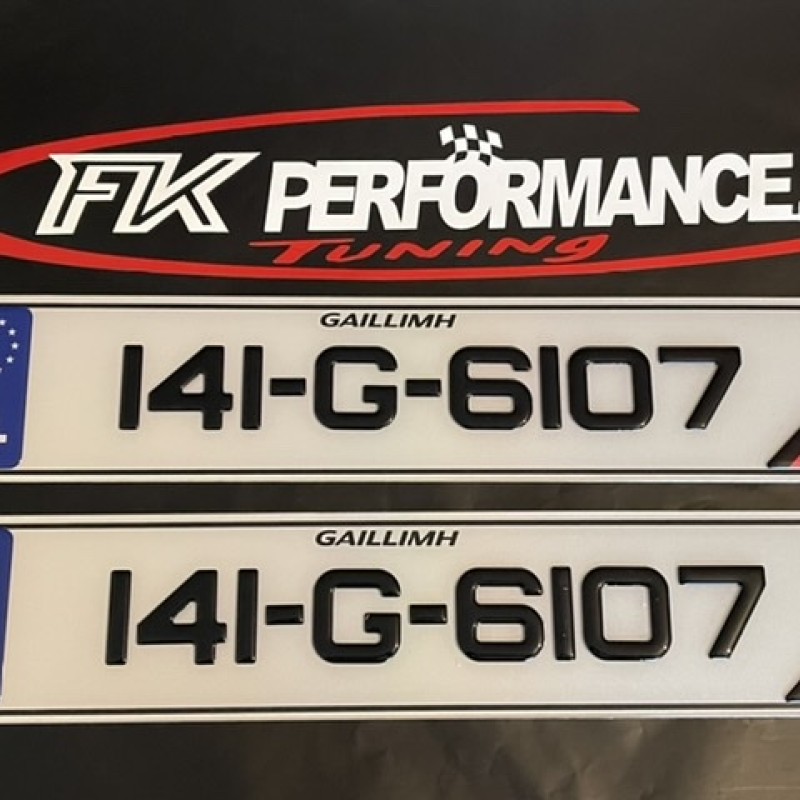 FK PERFORMANCE.
Tuning
GAILLIMH
141-G-6107
GAILLIMH
141-G-6107